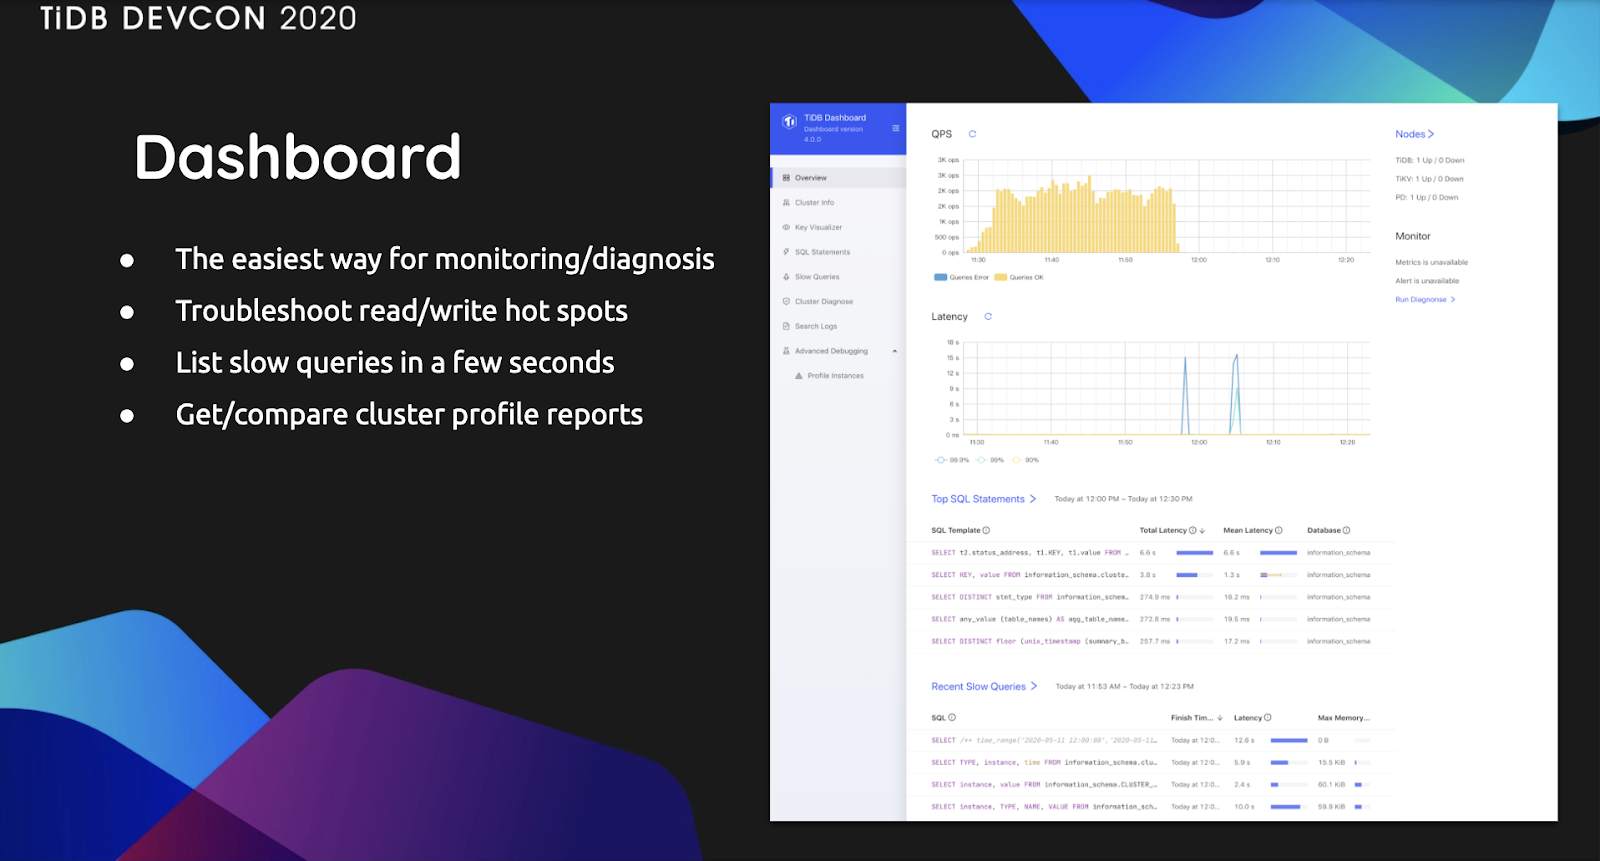 TiDB DEVCON 2020
Dashboard
● The easiest way for monitoring/diagnosis
● Troubleshoot read/write hot spots
● List slow queries in a few seconds
● Get/compare cluster profile reports
TiDB Dashboard
Dashboard version
4.0.0
Overview
Cluster Info
Key Visualizer
SQL Statements
Slow Queries
Cluster Diagnose
Search Logs
Advanced Debugging
Profile Instances
QPS
3K ops
3K ops
2K ops
2K ops
1K ops
500 ops
0 ops
11:30 11:40 11:50 12:00 12:10 12:20
Queries Error Queries OK
Latency
18 s
15 s
12 s
9 s
6 s
3 s
0 ns
11:30 11:40 11:50 12:00 12:10 12:20
99.9% 99% 90%
Nodes >
TiDB: 1 Up / 0 Down
TiKV: 1 Up / 0 Down
PD: 1 Up / 0 Down
Monitor
Metrics is unavailable
Alert is unavailable
Run Diagnonse >
Top SQL Statements > Today at 12:00 PM ~ Today at 12:30 PM
SQL Template Total Latency Mean Latency Database
SELECT t2.status_address, t1.KEY, t1.value FROM … 6.6 s 6.6 s information_schema
SELECT KEY, value FROM information_schema.cluste… 3.8 s 1.3 s information_schema
SELECT DISTINCT stmt_type FROM information_schem… 274.9 ms 18.2 ms information_schema
SELECT any_value (table_names) AS agg_table_name… 272.8 ms 19.5 ms information_schema
SELECT DISTINCT floor (unix_timestamp (summary_b… 257.7 ms 17.2 ms information_schema
Recent Slow Queries > Today at 11:53 AM ~ Today at 12:23 PM
SQL Finish Tim... Latency Max Memory...
SELECT /*+ time_range('2020-05-11 12:00:00','2020-05-11… Today at 12:0... 12.6 s 0 B
SELECT TYPE, instance, time FROM information_schema.clu… Today at 12:0... 5.9 s 15.5 KiB
SELECT instance, value FROM information_schema.CLUSTER_… Today at 12:0... 2.4 s 60.1 KiB
SELECT instance, TYPE, NAME, VALUE FROM information_sch… Today at 12:0... 10.0 s 59.9 KiB